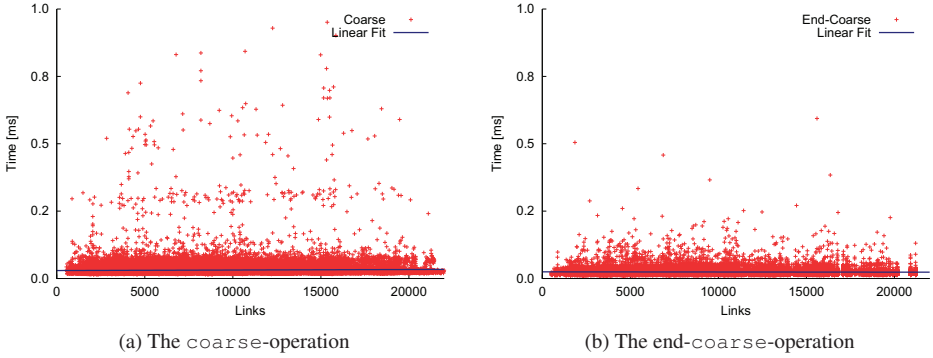 1.0
0.8
0.5
0.2
0.0
Time [ms]
0
5000
10000
15000
20000
Links
Coarse
Linear Fit
(a) The coarse-operation
1.0
0.8
0.5
0.2
0.0
Time [ms]
0
5000
10000
15000
20000
Links
End-Coarse
Linear Fit
(b) The end-coarse-operation